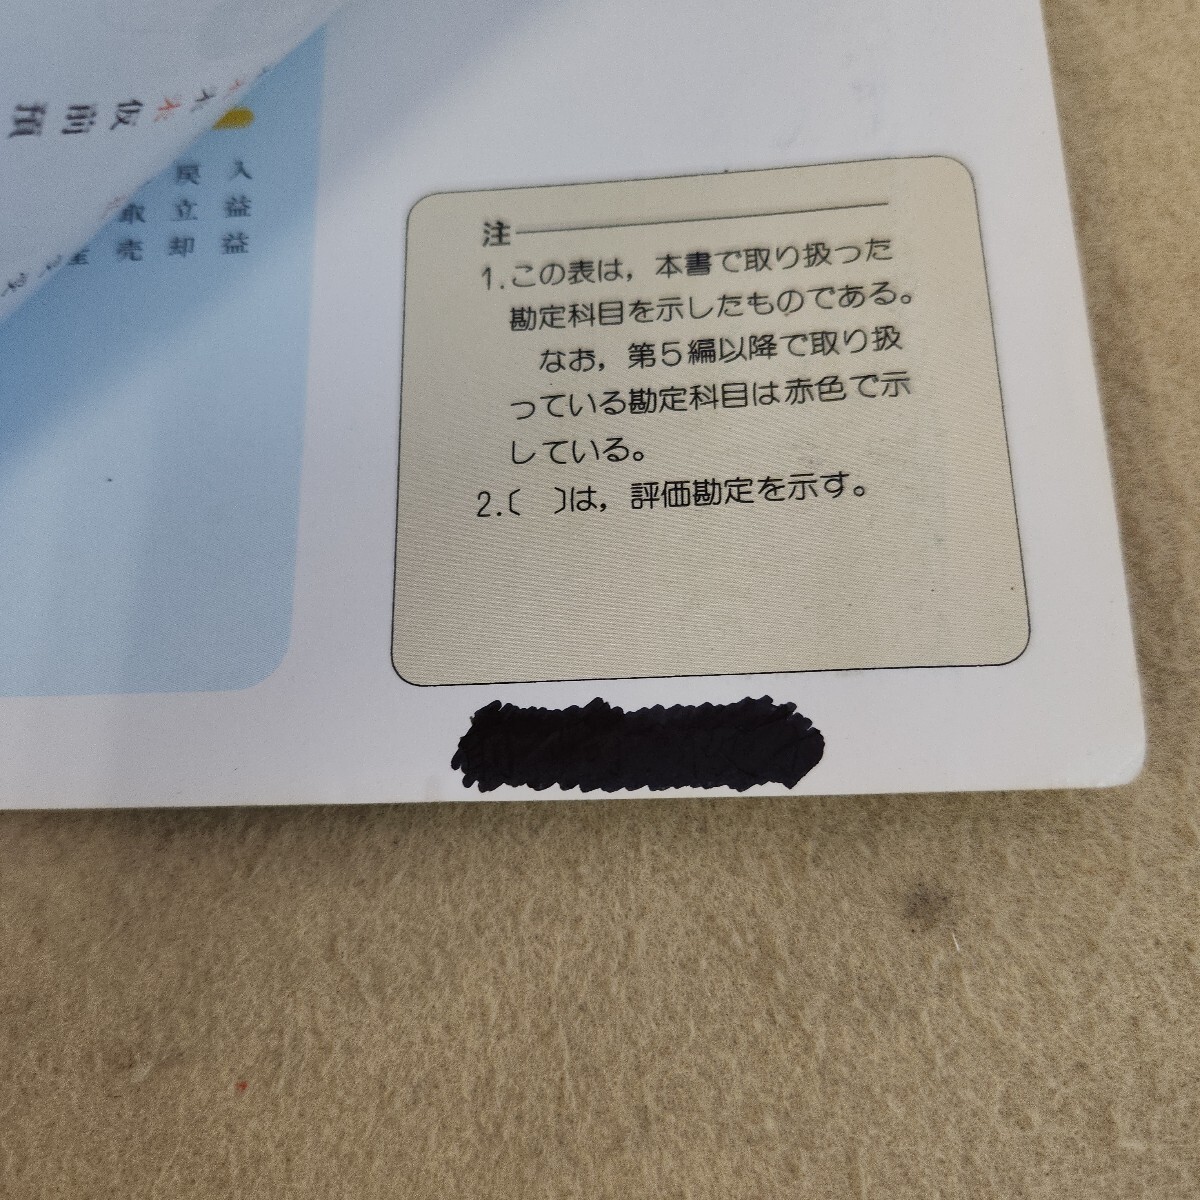 戻 入
取 立 益
売 却 益
注
1.この表は，本書で取り扱った
勘定科目を示したものである。
なお，第5編以降で取り扱
っている勘定科目は赤色で示
している。
2.〔　〕は，評価勘定を示す。